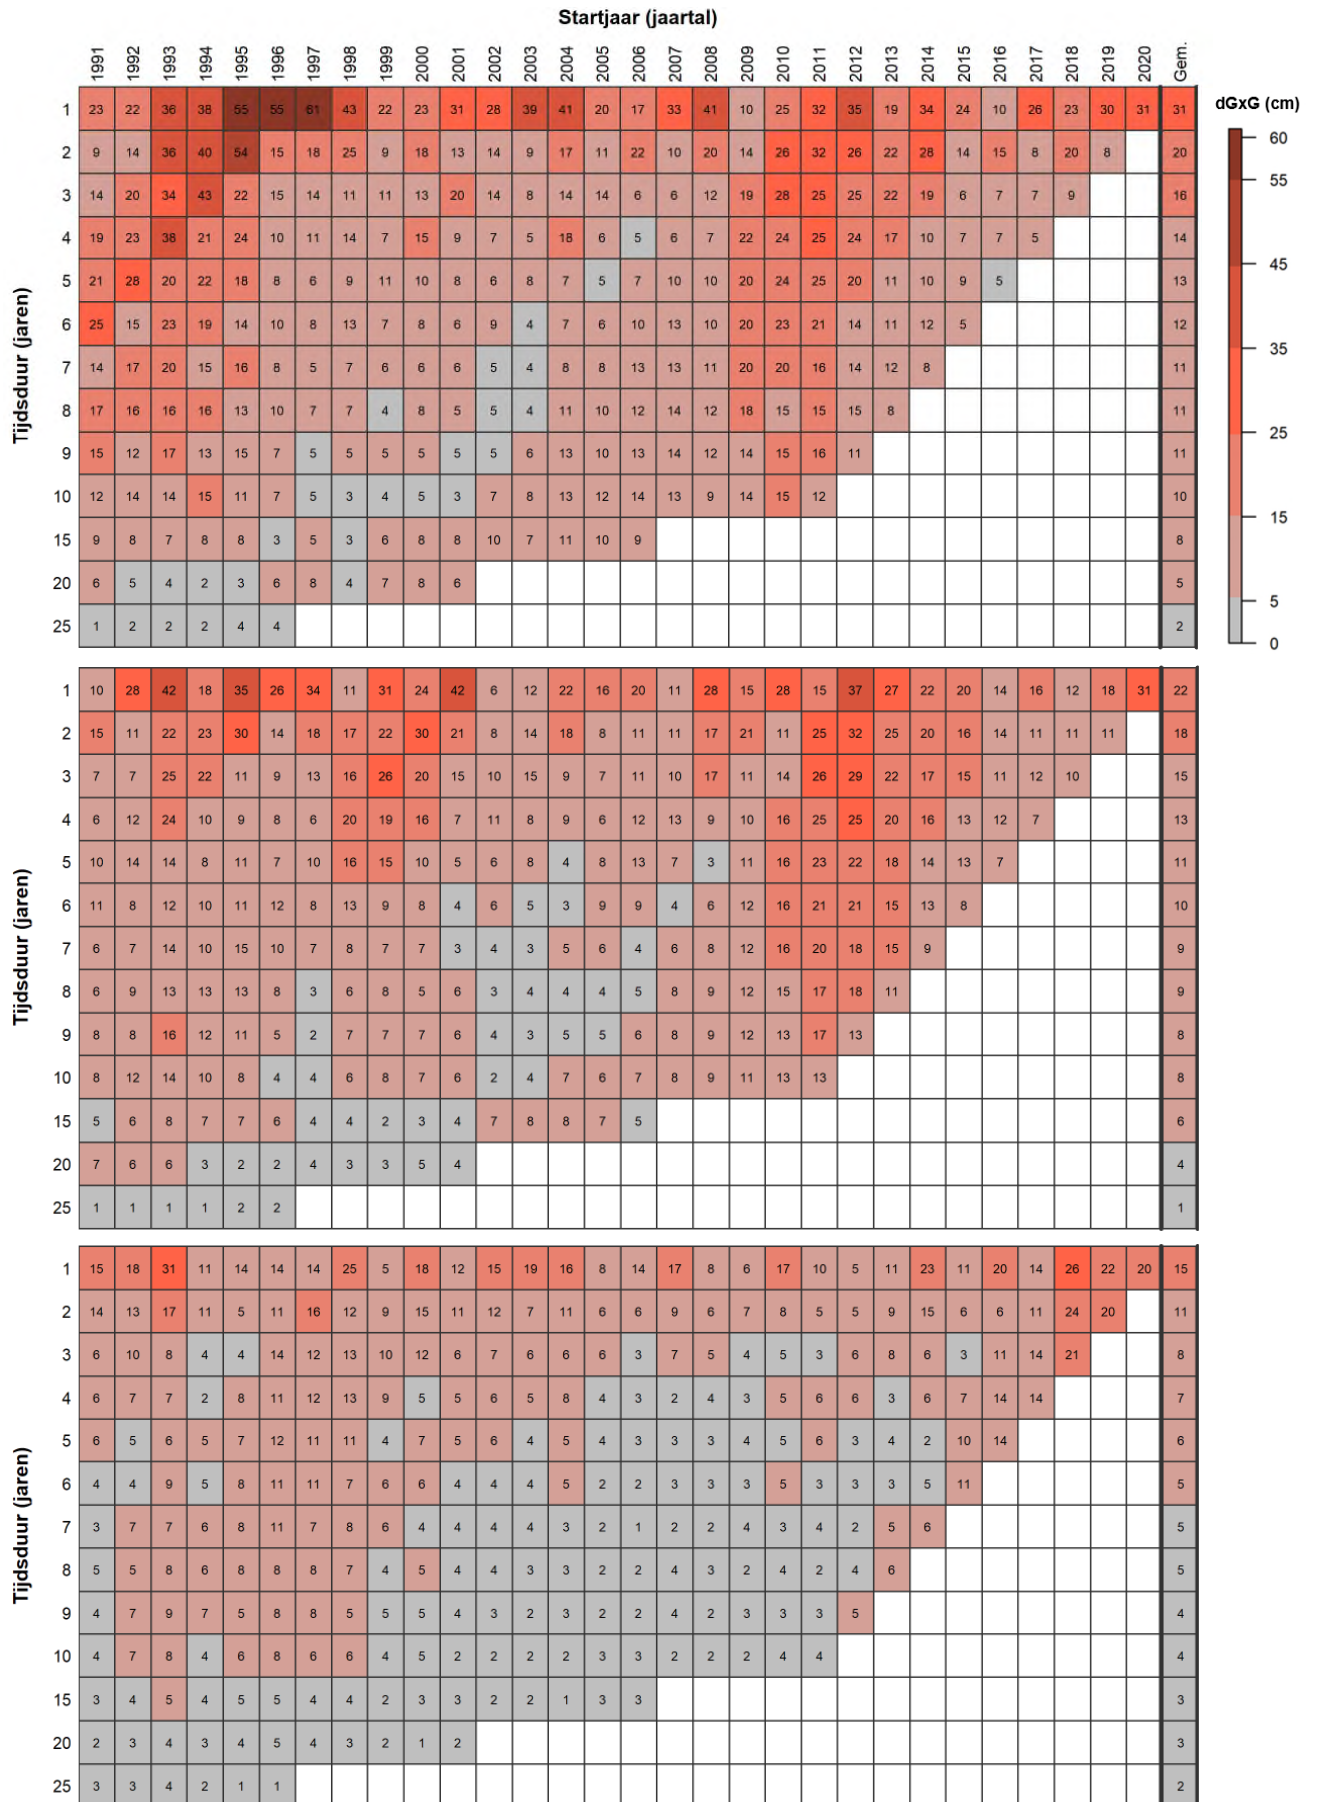 Startjaar (jaartal)
1991 1992 1993 1994 1995 1996 1997 1998 1999 2000 2001 2002 2003 2004 2005 2006 2007 2008 2009 2010 2011 2012 2013 2014 2015 2016 2017 2018 2019 2020 Gem.
dGxG (cm)
60
55
45
35
25
15
5
0
Tijdsduur (jaren)
1 23 22 36 38 55 55 61 43 22 23 31 28 39 41 20 17 33 41 10 25 32 35 19 34 24 10 26 23 30 31 31
2 9 14 36 40 54 15 18 25 9 18 13 14 9 17 11 22 10 20 14 26 32 26 22 28 14 15 8 20 8 20
3 14 20 34 43 22 15 14 11 11 13 20 14 8 14 14 6 6 12 19 28 25 25 22 19 6 7 7 9 16
4 19 23 38 21 24 10 11 14 7 15 9 7 5 18 6 5 6 7 22 24 25 24 17 10 7 7 5 14
5 21 28 20 22 18 8 6 9 11 10 8 6 8 7 5 7 10 10 20 24 25 20 11 10 9 5 13
6 25 15 23 19 14 10 8 13 7 8 6 9 4 7 6 10 13 10 20 23 21 14 11 12 5 12
7 14 17 20 15 16 8 5 7 6 6 6 5 4 8 8 13 13 11 20 20 16 14 12 8 11
8 17 16 16 16 13 10 7 7 4 8 5 5 4 11 10 12 14 12 18 15 15 15 8 11
9 15 12 17 13 15 7 5 5 5 5 5 5 6 13 10 13 14 12 14 15 16 11 11
10 12 14 14 15 11 7 5 3 4 5 3 7 8 13 12 14 13 9 14 15 12 10
15 9 8 7 8 8 3 5 3 6 8 8 10 7 11 10 9 8
20 6 5 4 2 3 6 8 4 7 8 6 5
25 1 2 2 2 4 4 2
Tijdsduur (jaren)
1 10 28 42 18 35 26 34 11 31 24 42 6 12 22 16 20 11 28 15 28 15 37 27 22 20 14 16 12 18 31 22
2 15 11 22 23 30 14 18 17 22 30 21 8 14 18 8 11 11 17 21 11 25 32 25 20 16 14 11 11 11 18
3 7 7 25 22 11 9 13 16 26 20 15 10 15 9 7 11 10 17 11 14 26 29 22 17 15 11 12 10 15
4 6 12 24 10 9 8 6 20 19 16 7 11 8 9 6 12 13 9 10 16 25 25 20 16 13 12 7 13
5 10 14 14 8 11 7 10 16 15 10 5 6 8 4 8 13 7 3 11 16 23 22 18 14 13 7 11
6 11 8 12 10 11 12 8 13 9 8 4 6 5 3 9 9 4 6 12 16 21 21 15 13 8 10
7 6 7 14 10 15 10 7 8 7 7 3 4 3 5 6 4 6 8 12 16 20 18 15 9 9
8 6 9 13 13 13 8 3 6 8 5 6 3 4 4 4 5 8 9 12 15 17 18 11 9
9 8 8 16 12 11 5 2 7 7 7 6 4 3 5 5 6 8 9 12 13 17 13 8
10 8 12 14 10 8 4 4 6 8 7 6 2 4 7 6 7 8 9 11 13 13 8
15 5 6 8 7 7 6 4 4 2 3 4 7 8 8 7 5 6
20 7 6 6 3 2 2 4 3 3 5 4 4
25 1 1 1 1 2 2 1
Tijdsduur (jaren)
1 15 18 31 11 14 14 14 25 5 18 12 15 19 16 8 14 17 8 6 17 10 5 11 23 11 20 14 26 22 20 15
2 14 13 17 11 5 11 16 12 9 15 11 12 7 11 6 6 9 6 7 8 5 5 9 15 6 6 11 24 20 11
3 6 10 8 4 4 14 12 13 10 12 6 7 6 6 6 3 7 5 4 5 3 6 8 6 3 11 14 21 8
4 6 7 7 2 8 11 12 13 9 5 5 6 5 8 4 3 2 4 3 5 6 6 3 6 7 14 14 7
5 6 5 6 5 7 12 11 11 4 7 5 6 4 5 4 3 3 3 4 5 6 3 4 2 10 14 6
6 4 4 9 5 8 11 11 7 6 6 4 4 4 5 2 2 3 3 3 5 3 3 3 5 11 5
7 3 7 7 6 8 11 7 8 6 4 4 4 4 3 2 1 2 2 4 3 4 2 5 6 5
8 5 5 8 6 8 8 8 7 4 5 4 4 3 3 2 2 4 3 2 4 2 4 6 5
9 4 7 9 7 5 8 8 5 5 5 4 3 2 3 2 2 4 2 3 3 3 5 4
10 4 7 8 4 6 8 6 6 4 5 2 2 2 2 3 3 2 2 2 4 4 4
15 3 4 5 4 5 5 4 4 2 3 3 2 2 1 3 3 3
20 2 3 4 3 4 5 4 3 2 1 2 3
25 3 3 4 2 1 1 2